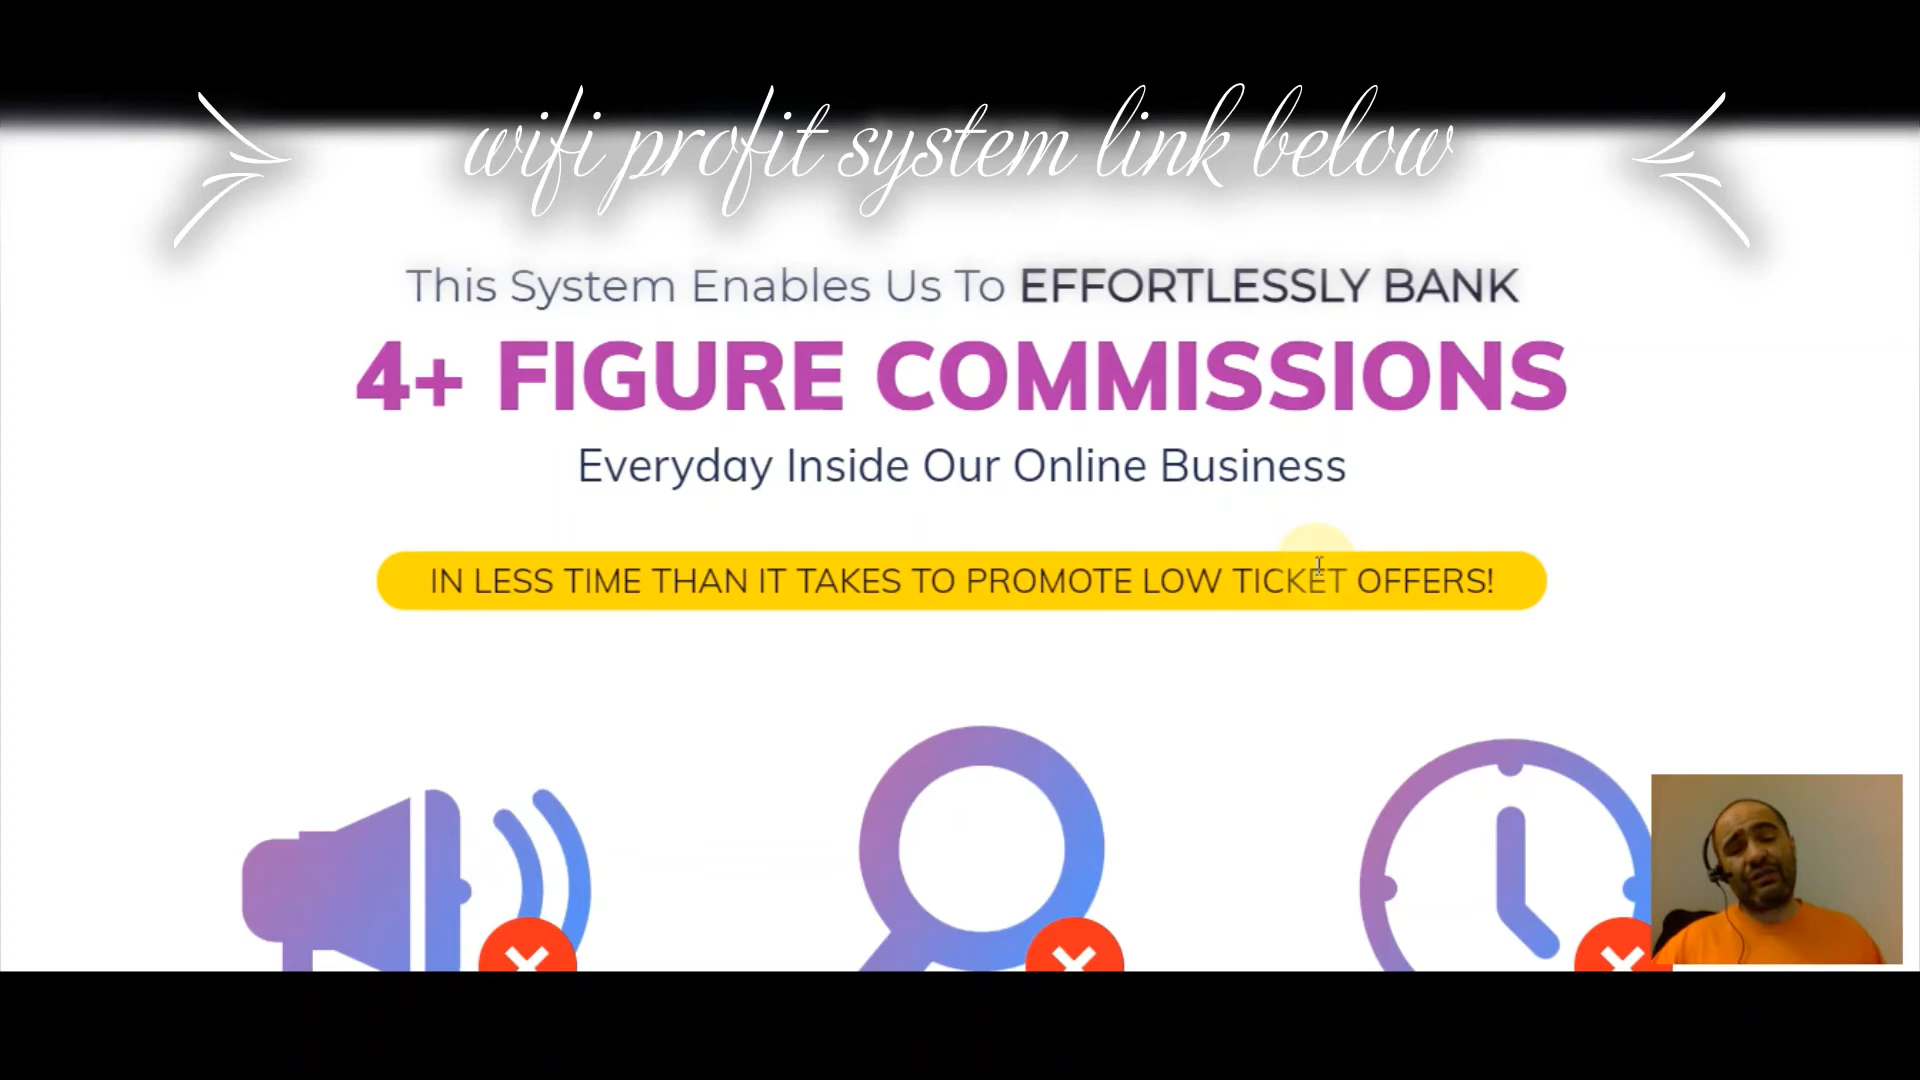 wifi profit system link below
This System Enables Us To EFFORTLESSLY BANK
4+ FIGURE COMMISSIONS
Everyday Inside Our Online Business
IN LESS TIME THAN IT TAKES TO PROMOTE LOW TICKET OFFERS!